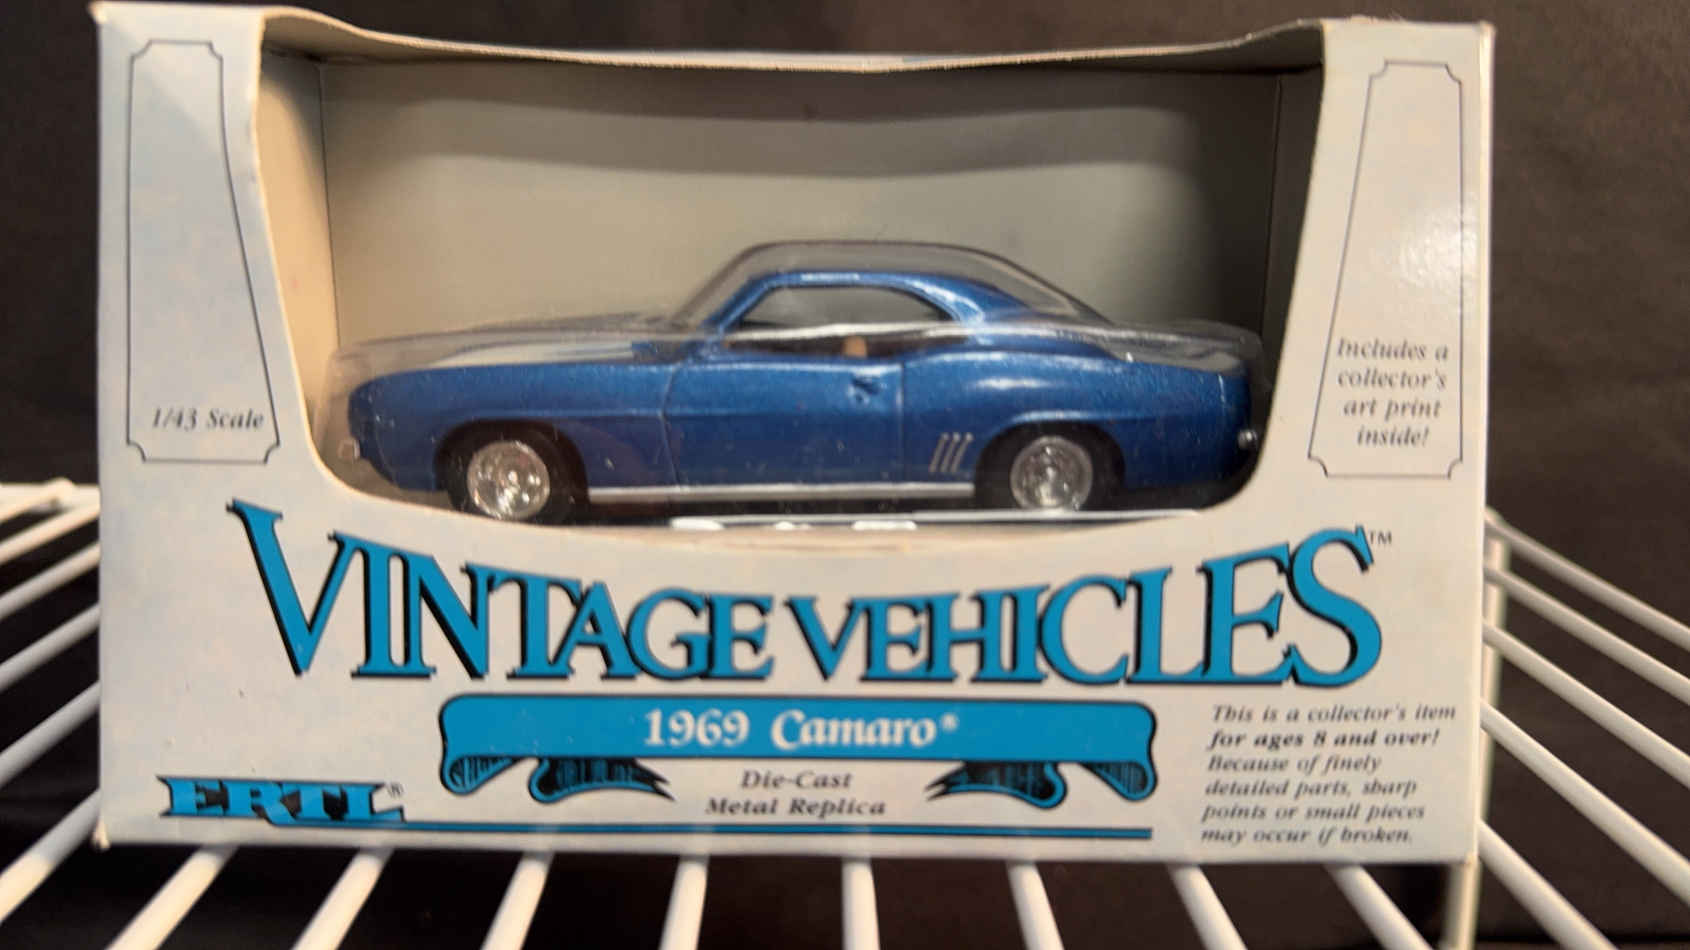 1/43 Scale
Includes a
collector's
art print
inside!
VINTAGE VEHICLES™
1969 Camaro®
Die-Cast
Metal Replica
ERTL®
This is a collector's item
for ages 8 and over!
Because of finely
detailed parts, sharp
points or small pieces
may occur if broken.